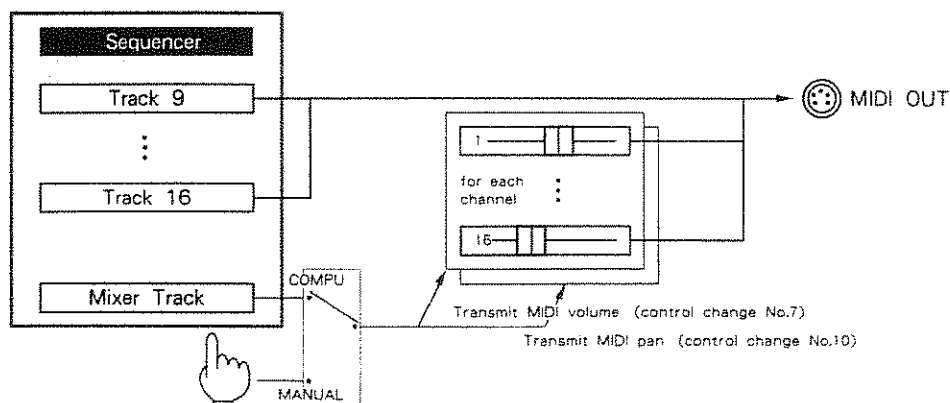 Sequencer
Track 9
MIDI OUT
Track 16
1
for each
channel
16
Mixer Track
COMPU
MANUAL
Transmit MIDI volume (control change No.7)
Transmit MIDI pan (control change No.10)